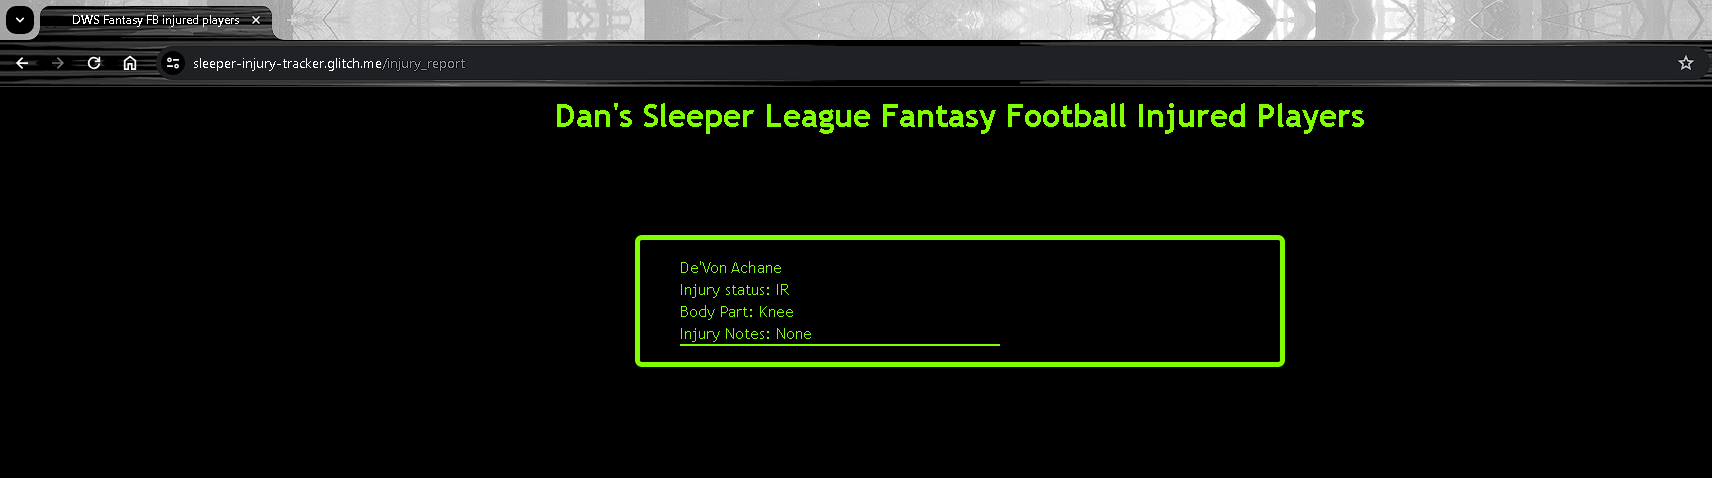 DWS Fantasy FB injured players
sleeper-injury-tracker.glitch.me/injury_report
Dan's Sleeper League Fantasy Football Injured Players
De'Von Achane
Injury status: IR
Body Part: Knee
Injury Notes: None